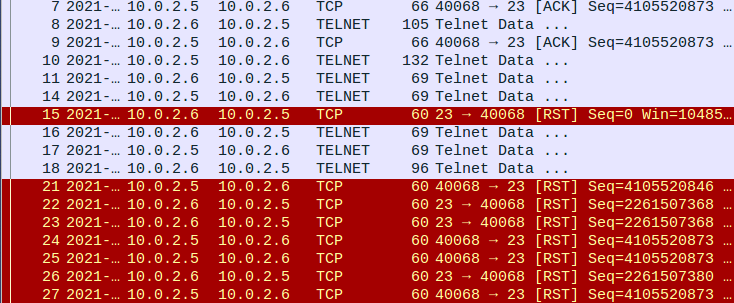 7 2021-… 10.0.2.5 10.0.2.6 TCP 66 40068 → 23 [ACK] Seq=4105520873 …
8 2021-… 10.0.2.6 10.0.2.5 TELNET 105 Telnet Data ...
9 2021-… 10.0.2.5 10.0.2.6 TCP 66 40068 → 23 [ACK] Seq=4105520873 …
10 2021-… 10.0.2.6 10.0.2.5 TELNET 132 Telnet Data ...
11 2021-… 10.0.2.5 10.0.2.6 TELNET 69 Telnet Data ...
14 2021-… 10.0.2.5 10.0.2.6 TELNET 69 Telnet Data ...
15 2021-… 10.0.2.6 10.0.2.5 TCP 60 23 → 40068 [RST] Seq=0 Win=10485…
16 2021-… 10.0.2.6 10.0.2.5 TELNET 69 Telnet Data ...
17 2021-… 10.0.2.5 10.0.2.6 TELNET 69 Telnet Data ...
18 2021-… 10.0.2.6 10.0.2.5 TELNET 96 Telnet Data ...
21 2021-… 10.0.2.5 10.0.2.6 TCP 60 40068 → 23 [RST] Seq=4105520846 …
22 2021-… 10.0.2.6 10.0.2.5 TCP 60 23 → 40068 [RST] Seq=2261507368 …
23 2021-… 10.0.2.6 10.0.2.5 TCP 60 23 → 40068 [RST] Seq=2261507368 …
24 2021-… 10.0.2.5 10.0.2.6 TCP 60 40068 → 23 [RST] Seq=4105520873 …
25 2021-… 10.0.2.5 10.0.2.6 TCP 60 40068 → 23 [RST] Seq=4105520873 …
26 2021-… 10.0.2.6 10.0.2.5 TCP 60 23 → 40068 [RST] Seq=2261507380 …
27 2021-… 10.0.2.5 10.0.2.6 TCP 60 40068 → 23 [RST] Seq=4105520873 …